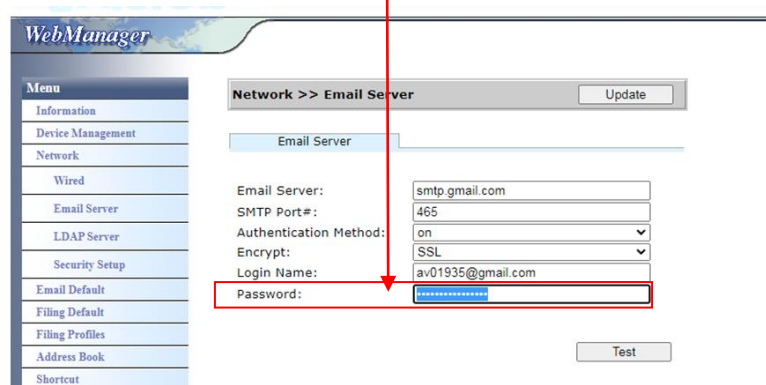 WebManager
Menu
Information
Device Management
Network
Wired
Email Server
LDAP Server
Security Setup
Email Default
Filing Default
Filing Profiles
Address Book
Shortcut
Network >> Email Server
Update
Email Server
Email Server: smtp.gmail.com
SMTP Port#: 465
Authentication Method: on
Encrypt: SSL
Login Name: av01935@gmail.com
Password: ••••••••••••••••
Test